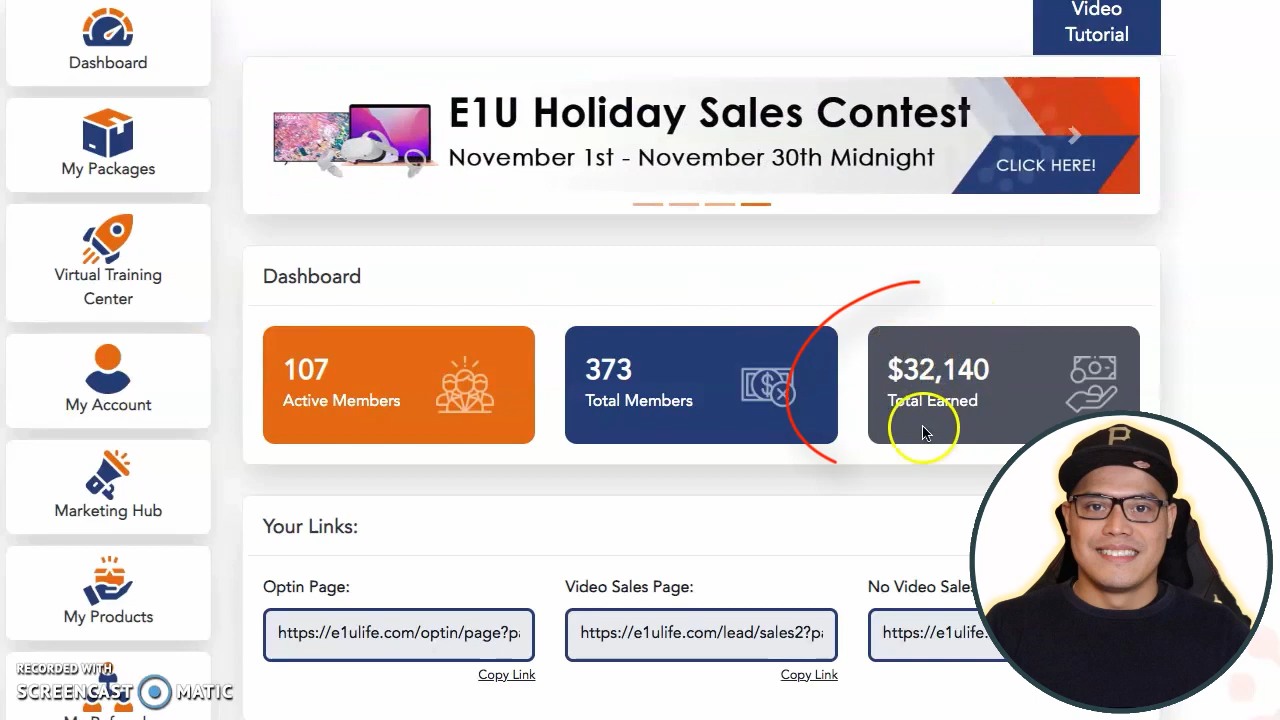 Video
Tutorial
Dashboard
E1U Holiday Sales Contest
November 1st - November 30th Midnight
CLICK HERE!
My Packages
Virtual Training
Center
Dashboard
107
Active Members
373
Total Members
$32,140
Total Earned
My Account
Marketing Hub
Your Links:
Optin Page:
Video Sales Page:
No Video Sale
https://e1ulife.com/optin/page?p
https://e1ulife.com/lead/sales2?p
https://e1ulife.
Copy Link
Copy Link
My Products
RECORDED WITH
SCREENCAST MATIC
P